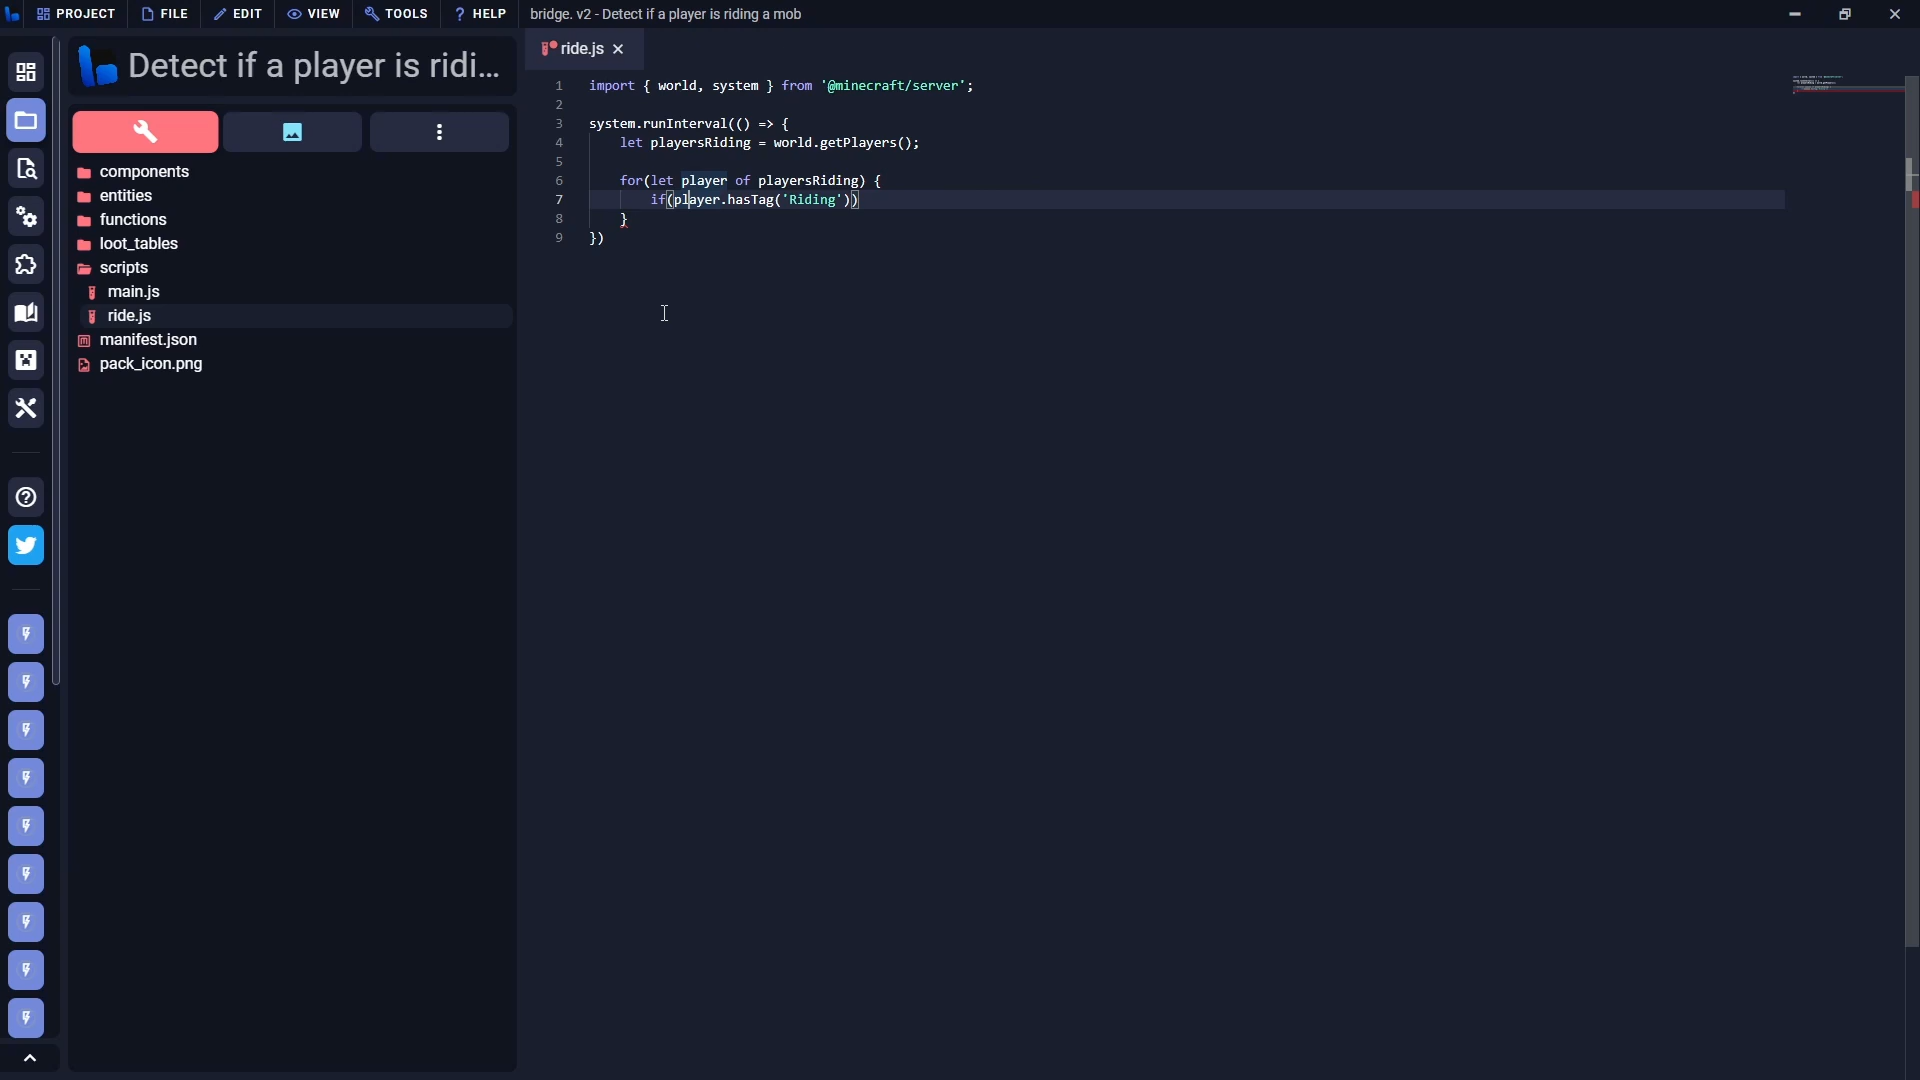 PROJECT FILE EDIT VIEW TOOLS HELP bridge. v2 - Detect if a player is riding a mob
Detect if a player is ridi...
components
entities
functions
loot_tables
scripts
main.js
ride.js
manifest.json
pack_icon.png
ride.js
1 import { world, system } from '@minecraft/server';
2
3 system.runInterval(() => {
4 let playersRiding = world.getPlayers();
5
6 for(let player of playersRiding) {
7 if(player.hasTag('Riding'))
8 }
9 })